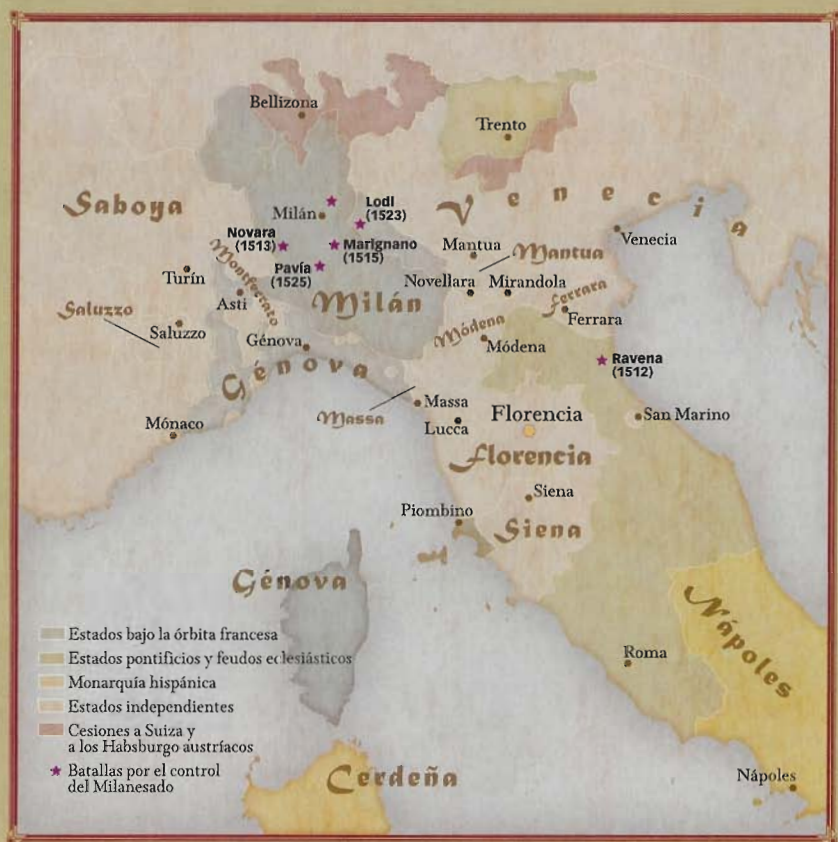 Bellizona
Trento
Saboya
Venecia
Lodi
(1523)
Milán
Novara
(1513)
Marignano
(1515)
Venecia
Mantua
Mantua
Pavía
(1525)
Montferrato
Turín
Asti
Milán
Novellara
Mirandola
Ferrara
Ferrara
Saluzzo
Saluzzo
Génova
Módena
Módena
Ravena
(1512)
Génova
Massa
Massa
Florencia
San Marino
Mónaco
Lucca
Florencia
Siena
Piombino
Siena
Génova
Nápoles
Estados bajo la órbita francesa
Estados pontificios y feudos eclesiásticos
Roma
Monarquía hispánica
Estados independientes
Cesiones a Suiza y
a los Habsburgo austríacos
Batallas por el control
del Milanesado
Cerdeña
Nápoles